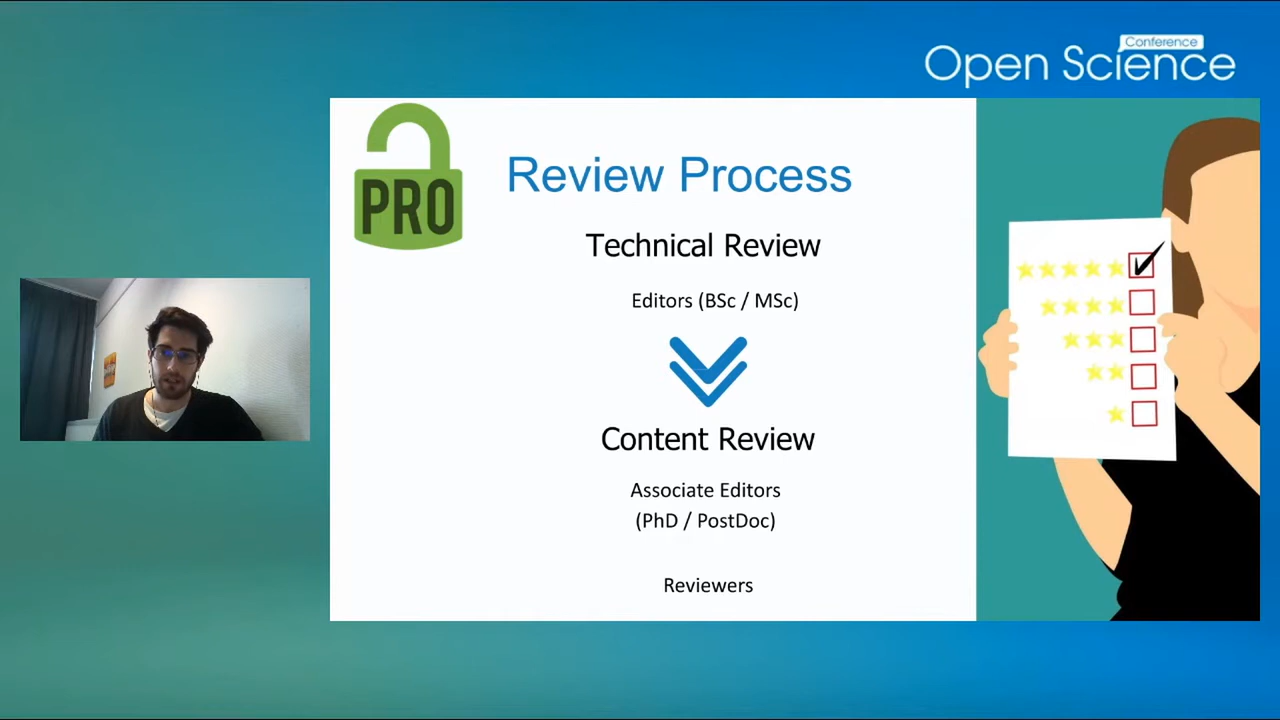 Conference
Open Science
PRO
Review Process
Technical Review
Editors (BSc / MSc)
Content Review
Associate Editors
(PhD / PostDoc)
Reviewers